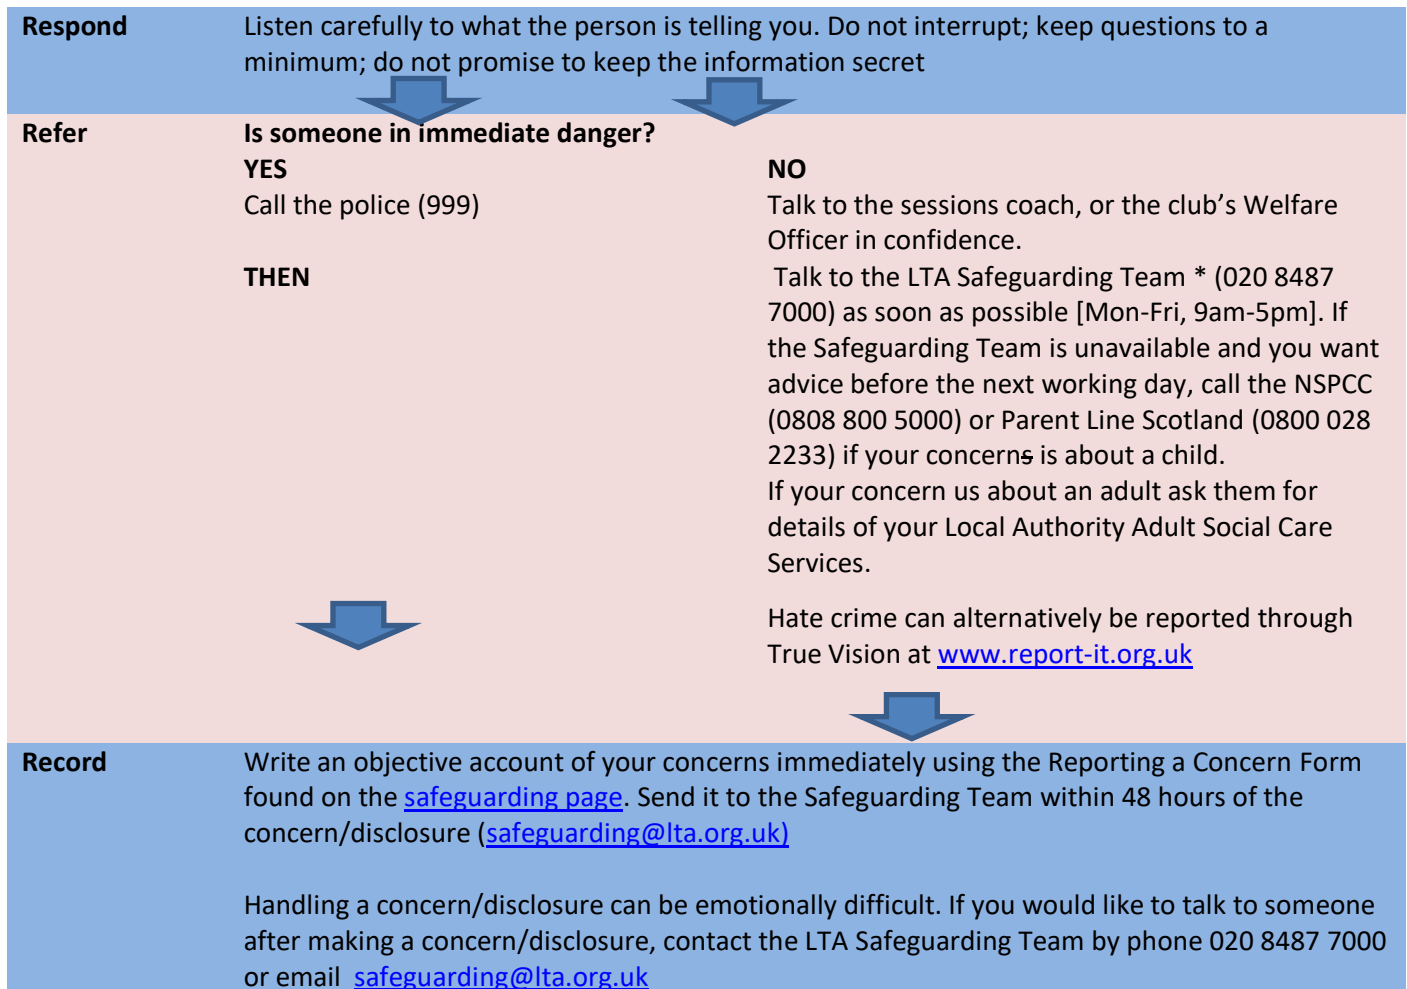 Respond
Listen carefully to what the person is telling you. Do not interrupt; keep questions to a
minimum; do not promise to keep the information secret
Refer
Is someone in immediate danger?
YES
Call the police (999)
THEN
NO
Talk to the sessions coach, or the club’s Welfare
Officer in confidence.
Talk to the LTA Safeguarding Team * (020 8487
7000) as soon as possible [Mon-Fri, 9am-5pm]. If
the Safeguarding Team is unavailable and you want
advice before the next working day, call the NSPCC
(0808 800 5000) or Parent Line Scotland (0800 028
2233) if your concerns is about a child.
If your concern us about an adult ask them for
details of your Local Authority Adult Social Care
Services.
Hate crime can alternatively be reported through
True Vision at www.report-it.org.uk
Record
Write an objective account of your concerns immediately using the Reporting a Concern Form
found on the safeguarding page. Send it to the Safeguarding Team within 48 hours of the
concern/disclosure (safeguarding@lta.org.uk)
Handling a concern/disclosure can be emotionally difficult. If you would like to talk to someone
after making a concern/disclosure, contact the LTA Safeguarding Team by phone 020 8487 7000
or email safeguarding@lta.org.uk